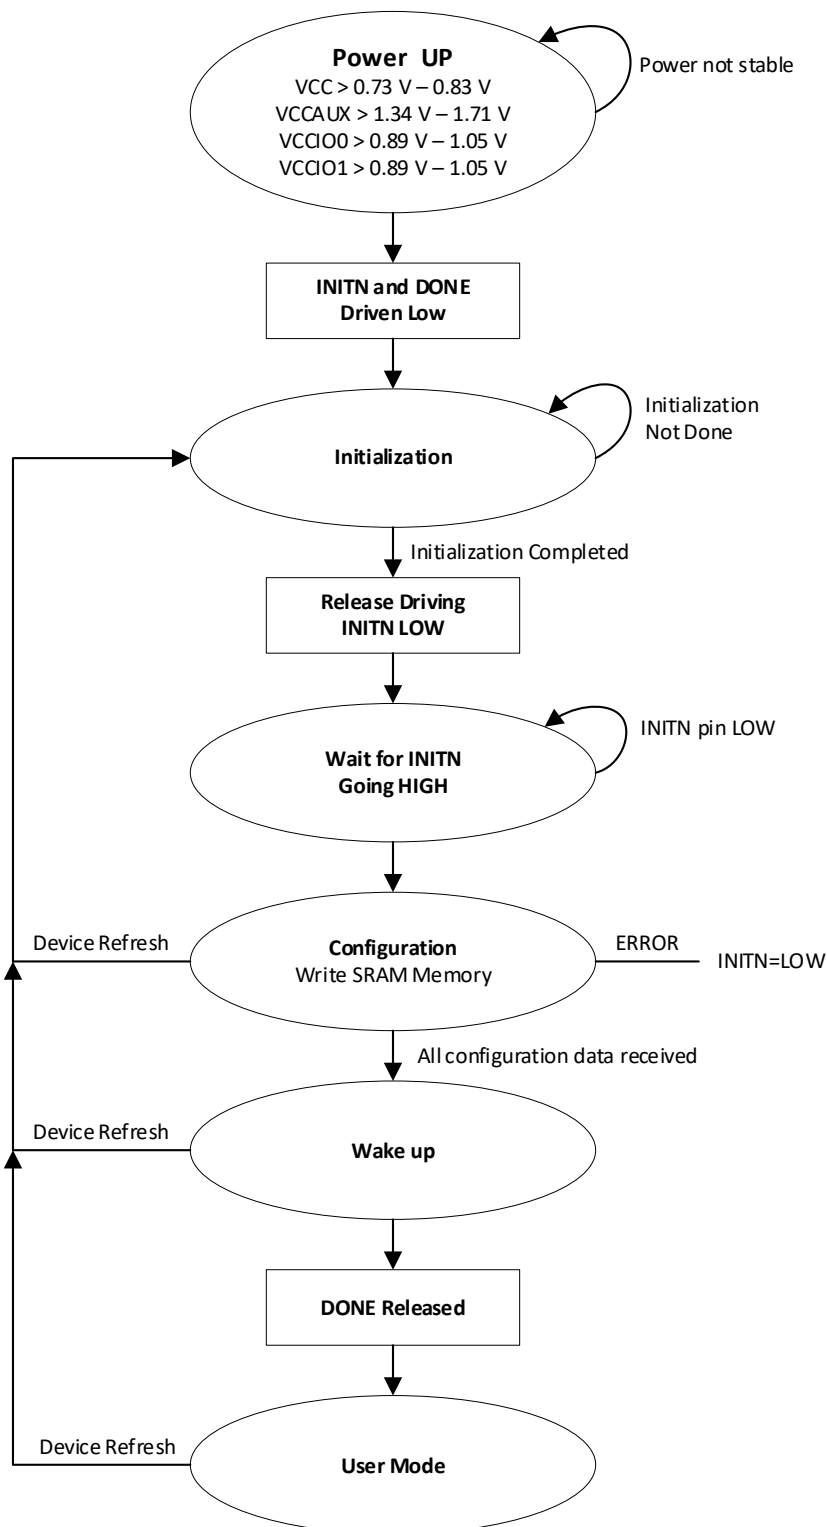 Power UP
VCC > 0.73 V – 0.83 V
VCCAUX > 1.34 V – 1.71 V
VCCIO0 > 0.89 V – 1.05 V
VCCIO1 > 0.89 V – 1.05 V
Power not stable
INITN and DONE
Driven Low
Initialization
Initialization
Not Done
Initialization Completed
Release Driving
INITN LOW
Wait for INITN
Going HIGH
INITN pin LOW
Device Refresh
Configuration
Write SRAM Memory
ERROR
INITN=LOW
All configuration data received
Device Refresh
Wake up
DONE Released
Device Refresh
User Mode